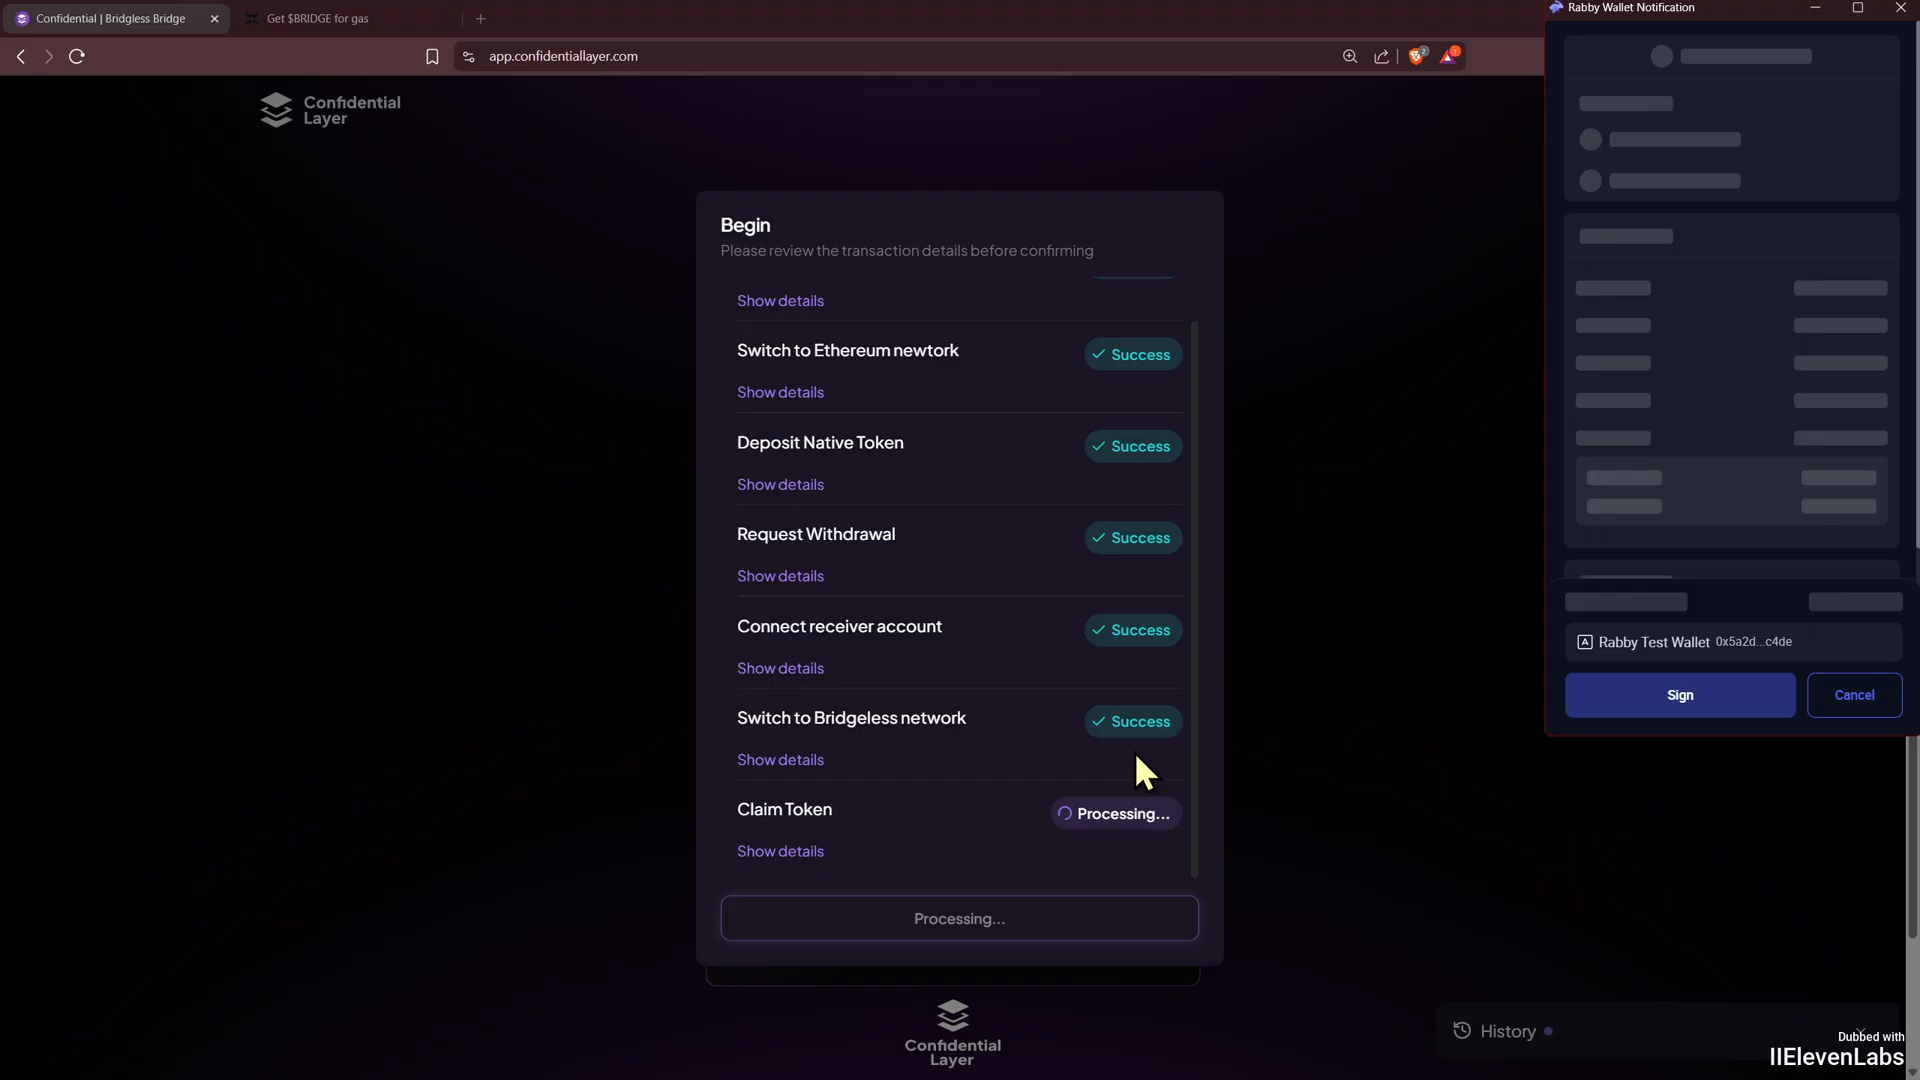 Confidential | Bridgless Bridge
Get $BRIDGE for gas
Rabby Wallet Notification
app.confidentiallayer.com
2
1
Confidential
Layer
Begin
Please review the transaction details before confirming
Show details
Switch to Ethereum newtork
Success
Show details
Deposit Native Token
Success
Show details
Request Withdrawal
Success
Show details
Connect receiver account
Success
Show details
Switch to Bridgeless network
Success
Show details
Claim Token
Processing...
Show details
Processing...
A Rabby Test Wallet 0x5a2d...c4de
Sign
Cancel
Confidential
Layer
History
Dubbed with
IIElevenLabs